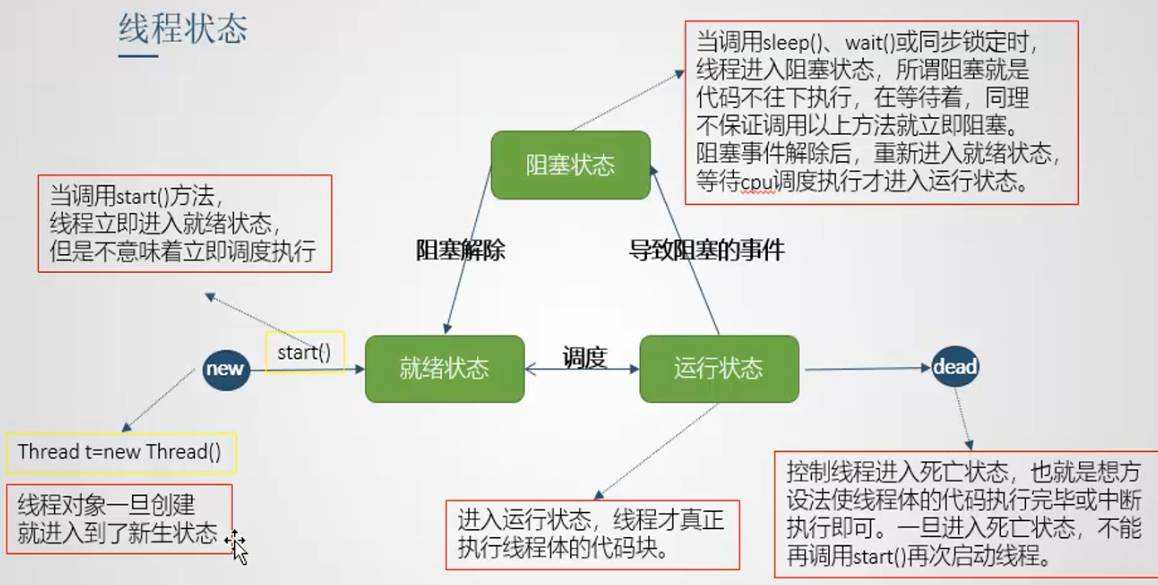 线程状态
当调用sleep()、wait()或同步锁定时，
线程进入阻塞状态，所谓阻塞就是
代码不往下执行，在等待着，同理
不保证调用以上方法就立即阻塞。
阻塞事件解除后，重新进入就绪状态，
等待cpu调度执行才进入运行状态。
阻塞状态
当调用start()方法，
线程立即进入就绪状态，
但是不意味着立即调度执行
阻塞解除
导致阻塞的事件
start()
new
就绪状态
调度
运行状态
dead
Thread t=new Thread()
线程对象一旦创建
就进入到了新生状态
进入运行状态，线程才真正
执行线程体的代码块。
控制线程进入死亡状态，也就是想方
设法使线程体的代码执行完毕或中断
执行即可。一旦进入死亡状态，不能
再调用start()再次启动线程。